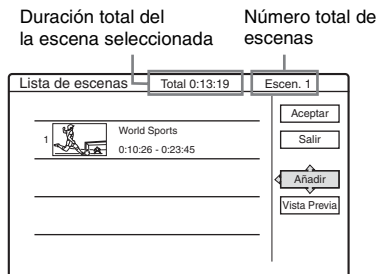 Duración total del
la escena seleccionada
Número total de
escenas
Lista de escenas
Total 0:13:19
Escen. 1
1
World Sports
0:10:26 - 0:23:45
Aceptar
Salir
Añadir
Vista Previa